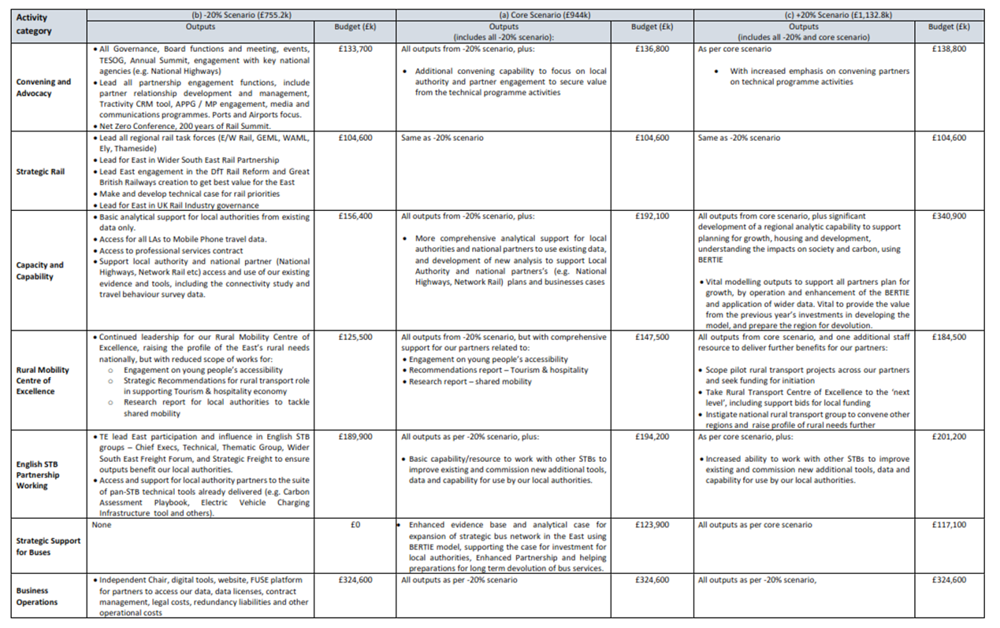 Activity
category
(b) -20% Scenario (£755.2k)
(a) Core Scenario (£944k)
(c) +20% Scenario (£1,132.8k)
Outputs
Budget (£k)
Outputs
(includes all -20% scenario):
Budget (£k)
Outputs
(includes all -20% and core scenario)
Budget (£k)
Convening and
Advocacy
• All Governance, Board functions and meeting, events,
TESOG, Annual Summit, engagement with key national
agencies (e.g. National Highways)
• Lead all partnership engagement functions, include
partner relationship development and management,
Tractivity CRM tool, APPG / MP engagement, media and
communications programmes. Ports and Airports focus.
• Net Zero Conference, 200 years of Rail Summit.
£133,700
All outputs from -20% scenario, plus:
• Additional convening capability to focus on local
authority and partner engagement to secure value
from the technical programme activities
£136,800
As per core scenario
• With increased emphasis on convening partners
on technical programme activities
£138,800
Strategic Rail
• Lead all regional rail task forces (E/W Rail, GEML, WAML,
Ely, Thameside)
• Lead for East in Wider South East Rail Partnership
• Lead East engagement in the DfT Rail Reform and Great
British Railways creation to get best value for the East
• Make and develop technical case for rail priorities
• Lead for East in UK Rail Industry governance
£104,600
Same as -20% scenario
£104,600
Same as -20% scenario
£104,600
Capacity and
Capability
• Basic analytical support for local authorities from existing
data only.
• Access for all LAs to Mobile Phone travel data.
• Access to professional services contract
• Support local authority and national partner (National
Highways, Network Rail etc) access and use of our existing
evidence and tools, including the connectivity study and
travel behaviour survey data.
£156,400
All outputs from -20% scenario, plus:
• More comprehensive analytical support for local
authorities and national partners to use existing data,
and development of new analysis to support Local
Authority and national partners's (e.g. National
Highways, Network Rail) plans and businesses cases
£192,100
All outputs from core scenario, plus significant
development of a regional analytic capability to support
planning for growth, housing and development,
understanding the impacts on society and carbon, using
BERTIE
• Vital modelling outputs to support all partners plan for
growth, by operation and enhancement of the BERTIE
and application of wider data. Vital to provide the value
from the previous year's investments in developing the
model, and prepare the region for devolution.
£340,900
Rural Mobility
Centre of
Excellence
• Continued leadership for our Rural Mobility Centre of
Excellence, raising the profile of the East's rural needs
nationally, but with reduced scope of works for:
o Engagement on young people's accessibility
o Strategic Recommendations for rural transport role
in supporting Tourism & hospitality economy
o Research report for local authorities to tackle
shared mobility
£125,500
All outputs from -20% scenario, but with comprehensive
support for our partners related to:
• Engagement on young people's accessibility
• Recommendations report – Tourism & hospitality
• Research report – shared mobility
£147,500
All outputs from core scenario, and one additional staff
resource to deliver further benefits for our partners:
• Scope pilot rural transport projects across our partners
and seek funding for initiation
• Take Rural Transport Centre of Excellence to the 'next
level', including support bids for local funding
• Instigate national rural transport group to convene other
regions and raise profile of rural needs further
£184,500
English STB
Partnership
Working
• TE lead East participation and influence in English STB
groups – Chief Execs, Technical, Thematic Group, Wider
South East Freight Forum, and Strategic Freight to ensure
outputs benefit our local authorities.
• Access and support for local authority partners to the suite
of pan-STB technical tools already delivered (e.g. Carbon
Assessment Playbook, Electric Vehicle Charging
Infrastructure tool and others).
£189,900
All outputs as per -20% scenario, plus:
• Basic capability/resource to work with other STBs to
improve existing and commission new additional tools,
data and capability for use by our local authorities.
£194,200
As per core scenario, plus:
• Increased ability to work with other STBs to improve
existing and commission new additional tools, data and
capability for use by our local authorities.
£201,200
Strategic Support
for Buses
None
£0
• Enhanced evidence base and analytical case for
expansion of strategic bus network in the East using
BERTIE model, supporting the case for investment for
local authorities, Enhanced Partnership and helping
preparations for long term devolution of bus services.
£123,900
All outputs as per core scenario
£117,100
Business
Operations
• Independent Chair, digital tools, website, FUSE platform
for partners to access our data, data licenses, contract
management, legal costs, redundancy liabilities and other
operational costs
£324,600
All outputs as per -20% scenario
£324,600
All outputs as per -20% scenario,
£324,600